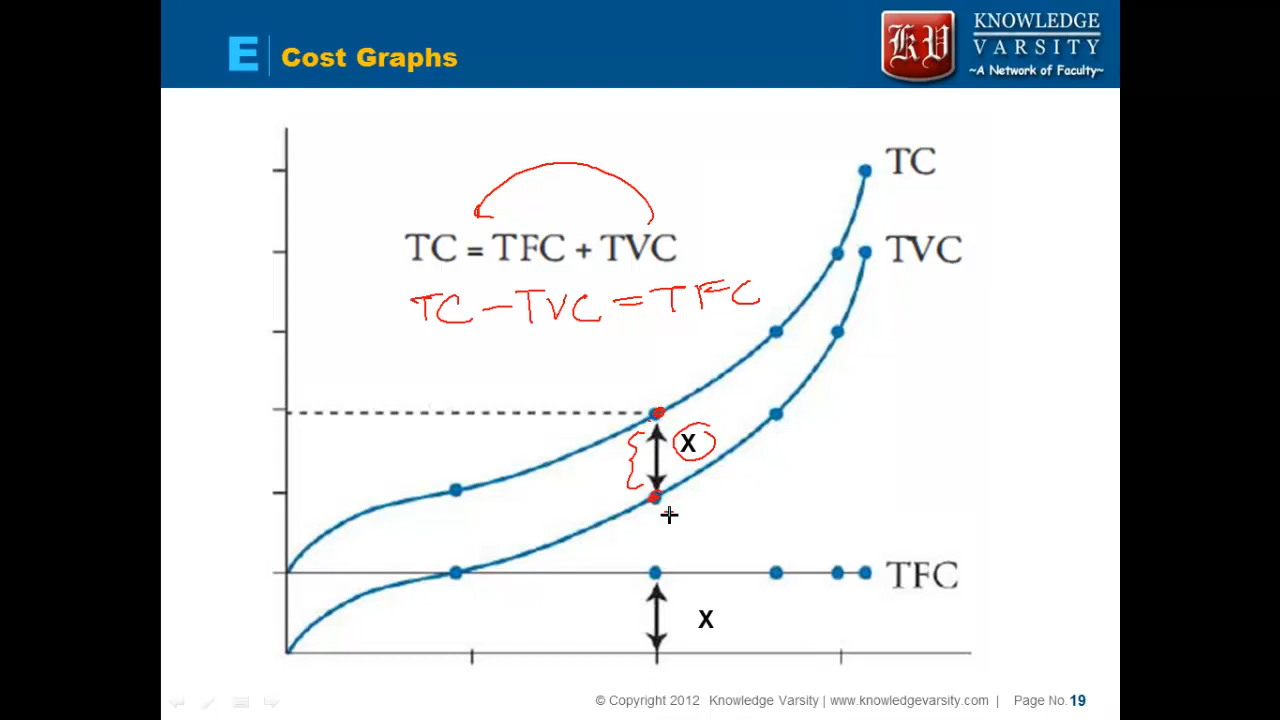 E Cost Graphs
KV KNOWLEDGE
VARSITY
~A Network of Faculty~
TC
TC = TFC + TVC
TVC
TC - TVC = TFC
X
TFC
X
© Copyright 2012 Knowledge Varsity | www.knowledgevarsity.com | Page No. 19